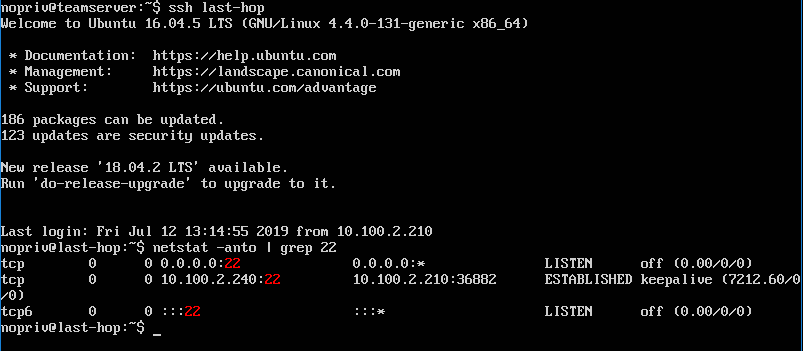 nopriv@teamserver:~$ ssh last-hop
Welcome to Ubuntu 16.04.5 LTS (GNU/Linux 4.4.0-131-generic x86_64)
* Documentation: https://help.ubuntu.com
* Management: https://landscape.canonical.com
* Support: https://ubuntu.com/advantage
186 packages can be updated.
123 updates are security updates.
New release '18.04.2 LTS' available.
Run 'do-release-upgrade' to upgrade to it.
Last login: Fri Jul 12 13:14:55 2019 from 10.100.2.210
nopriv@last-hop:~$ netstat -anto | grep 22
tcp 0 0 0.0.0.0:22 0.0.0.0:* LISTEN off (0.00/0/0)
tcp 0 0 10.100.2.240:22 10.100.2.210:36882 ESTABLISHED keepalive (7212.60/0
/0)
tcp6 0 0 :::22 :::* LISTEN off (0.00/0/0)
nopriv@last-hop:~$ _